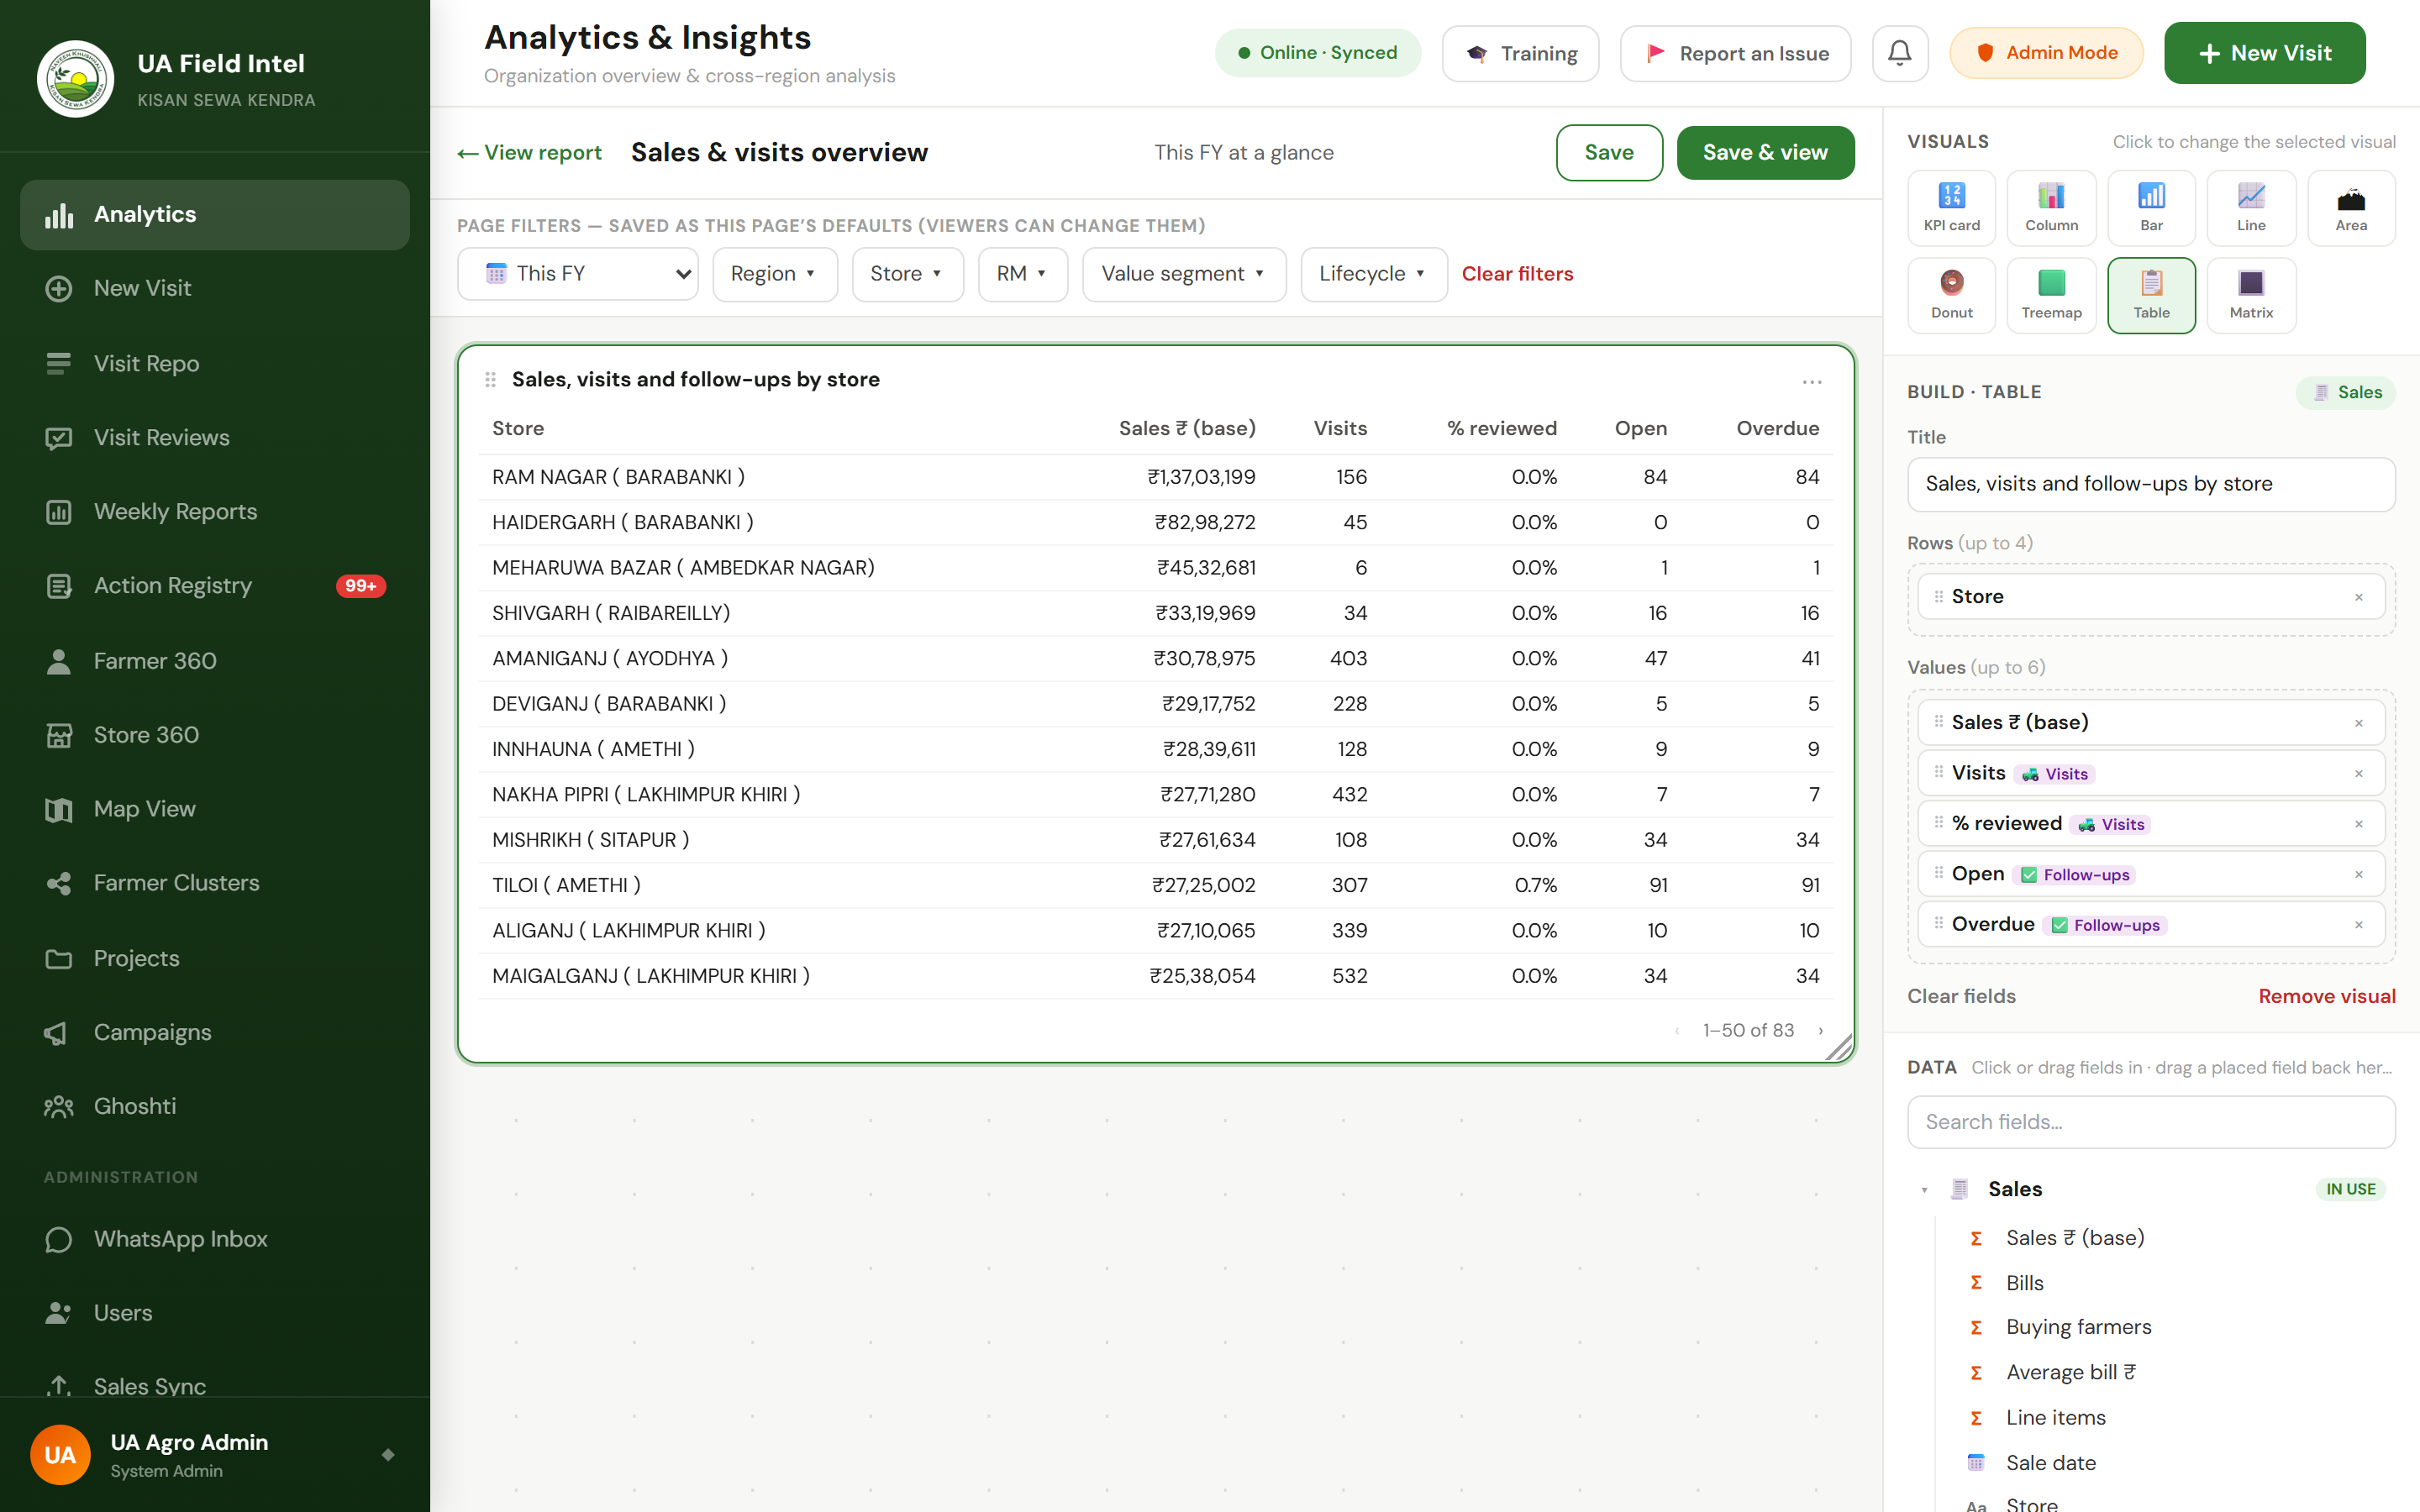 UA Field Intel
KISAN SEWA KENDRA
Analytics
New Visit
Visit Repo
Visit Reviews
Weekly Reports
Action Registry 99+
Farmer 360
Store 360
Map View
Farmer Clusters
Projects
Campaigns
Ghoshti
ADMINISTRATION
WhatsApp Inbox
Users
Sales Sync
UA
UA Agro Admin
System Admin
Analytics & Insights
Organization overview & cross-region analysis
Online · Synced
Training
Report an Issue
Admin Mode
+ New Visit
← View report
Sales & visits overview
This FY at a glance
Save
Save & view
PAGE FILTERS — SAVED AS THIS PAGE'S DEFAULTS (VIEWERS CAN CHANGE THEM)
This FY
Region ▾
Store ▾
RM ▾
Value segment ▾
Lifecycle ▾
Clear filters
Sales, visits and follow-ups by store ...
Store Sales ₹ (base) Visits % reviewed Open Overdue
RAM NAGAR ( BARABANKI ) ₹1,37,03,199 156 0.0% 84 84
HAIDERGARH ( BARABANKI ) ₹82,98,272 45 0.0% 0 0
MEHARUWA BAZAR ( AMBEDKAR NAGAR) ₹45,32,681 6 0.0% 1 1
SHIVGARH ( RAIBAREILLY) ₹33,19,969 34 0.0% 16 16
AMANIGANJ ( AYODHYA ) ₹30,78,975 403 0.0% 47 41
DEVIGANJ ( BARABANKI ) ₹29,17,752 228 0.0% 5 5
INNHAUNA ( AMETHI ) ₹28,39,611 128 0.0% 9 9
NAKHA PIPRI ( LAKHIMPUR KHIRI ) ₹27,71,280 432 0.0% 7 7
MISHRIKH ( SITAPUR ) ₹27,61,634 108 0.0% 34 34
TILOI ( AMETHI ) ₹27,25,002 307 0.7% 91 91
ALIGANJ ( LAKHIMPUR KHIRI ) ₹27,10,065 339 0.0% 10 10
MAIGALGANJ ( LAKHIMPUR KHIRI ) ₹25,38,054 532 0.0% 34 34
‹ 1–50 of 83 ›
VISUALS Click to change the selected visual
KPI card
Column
Bar
Line
Area
Donut
Treemap
Table
Matrix
BUILD · TABLE Sales
Title
Sales, visits and follow-ups by store
Rows (up to 4)
Store ×
Values (up to 6)
Sales ₹ (base) ×
Visits Visits ×
% reviewed Visits ×
Open Follow-ups ×
Overdue Follow-ups ×
Clear fields Remove visual
DATA Click or drag fields in · drag a placed field back her...
Search fields...
Sales IN USE
Σ Sales ₹ (base)
Σ Bills
Σ Buying farmers
Σ Average bill ₹
Σ Line items
Sale date
Aa Store